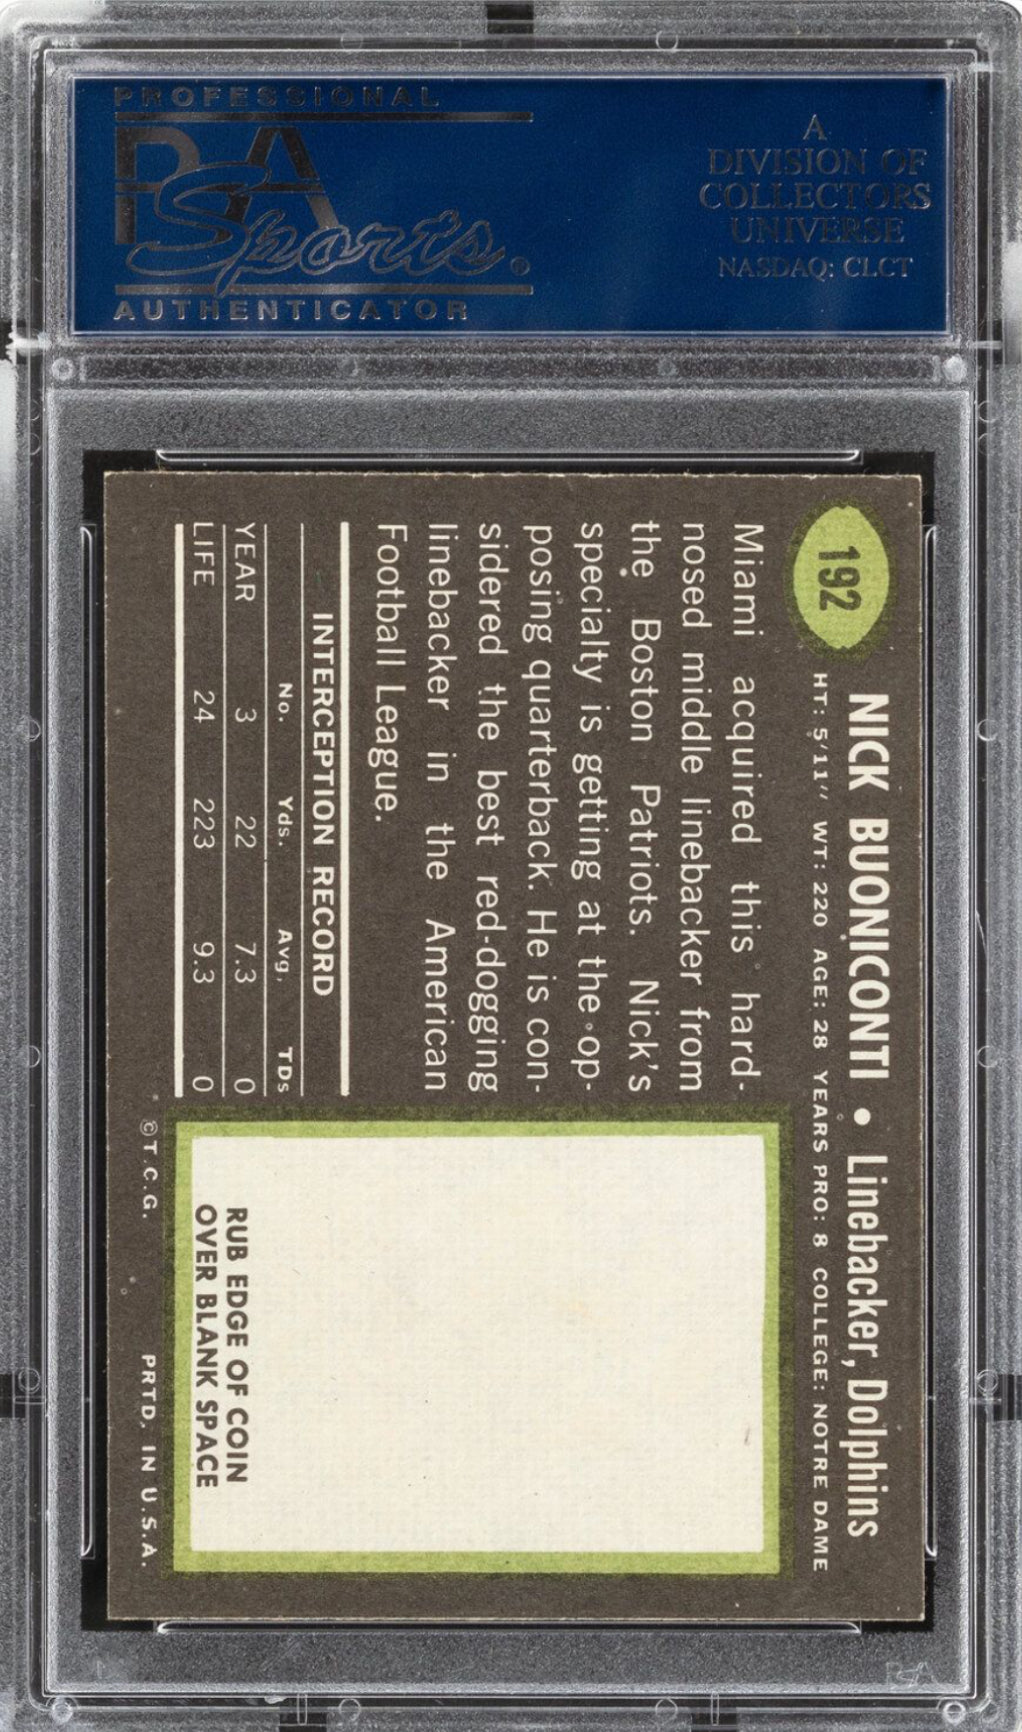 PROFESSIONAL
PSA
Sports®
AUTHENTICATOR
A
DIVISION OF
COLLECTORS
UNIVERSE
NASDAQ: CLCT
192
NICK BUONICONTI • Linebacker, Dolphins
HT: 5'11" WT: 220 AGE: 28 YEARS PRO: 8 COLLEGE: NOTRE DAME
Miami acquired this hard-
nosed middle linebacker from
the Boston Patriots. Nick's
specialty is getting at the op-
posing quarterback. He is con-
sidered the best red-dogging
linebacker in the American
Football League.
INTERCEPTION RECORD
No. Yds. Avg. TDs
YEAR 3 22 7.3 0
LIFE 24 223 9.3 0
RUB EDGE OF COIN
OVER BLANK SPACE
©T.C.G. PRTD. IN U.S.A.
PSA